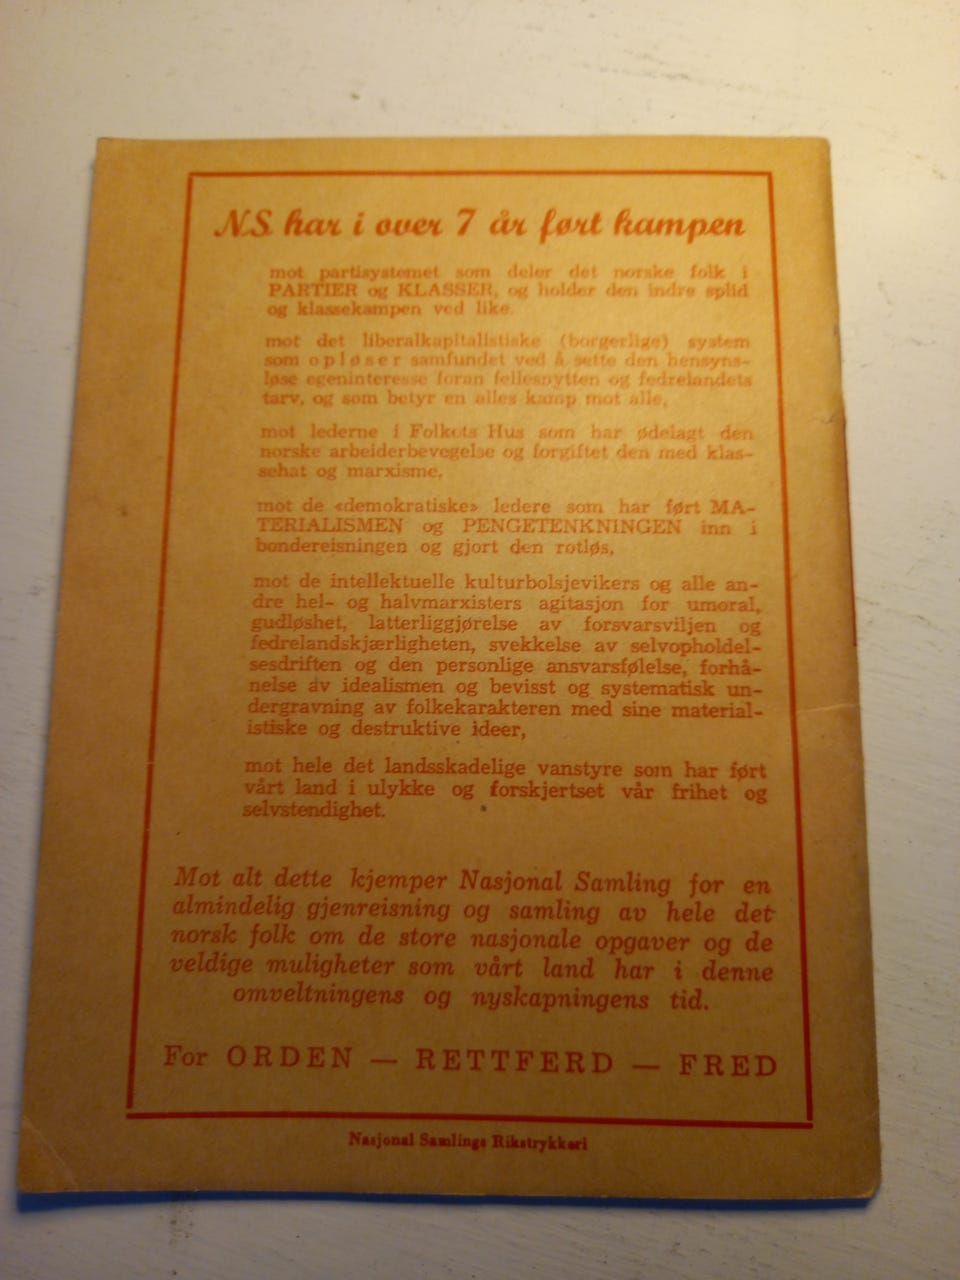 N.S. har i over 7 år ført kampen
mot partisystemet som deler det norske folk i
PARTIER og KLASSER, og holder den indre splid
og klassekampen ved like.
mot det liberalkapitalistiske (borgerlige) system
som opløser samfundet ved å sette den hensyns-
løse egeninteresse foran fellesnytten og fedrelandets
tarv, og som betyr en alles kamp mot alle,
mot lederne i Folkets Hus som har ødelagt den
norske arbeiderbevegelse og forgiftet den med klas-
sehat og marxisme,
mot de «demokratiske» ledere som har ført MA-
TERIALISMEN og PENGETENKNINGEN inn i
bondereisningen og gjort den rotløs,
mot de intellektuelle kulturbolsjevikers og alle an-
dre hel- og halvmarxisters agitasjon for umoral,
gudløshet, latterliggjørelse av forsvarsviljen og
fedrelandskjærligheten, svekkelse av selvopholdel-
sesdriften og den personlige ansvarsfølelse, forhå-
nelse av idealismen og bevisst og systematisk un-
dergravning av folkekarakteren med sine material-
istiske og destruktive ideer,
mot hele det landsskadelige vanstyre som har ført
vårt land i ulykke og forskjertset vår frihet og
selvstendighet.
Mot alt dette kjemper Nasjonal Samling for en
almindelig gjenreisning og samling av hele det
norsk folk om de store nasjonale opgaver og de
veldige muligheter som vårt land har i denne
omveltningens og nyskapningens tid.
For ORDEN — RETTFERD — FRED
Nasjonal Samlings Rikstrykkeri